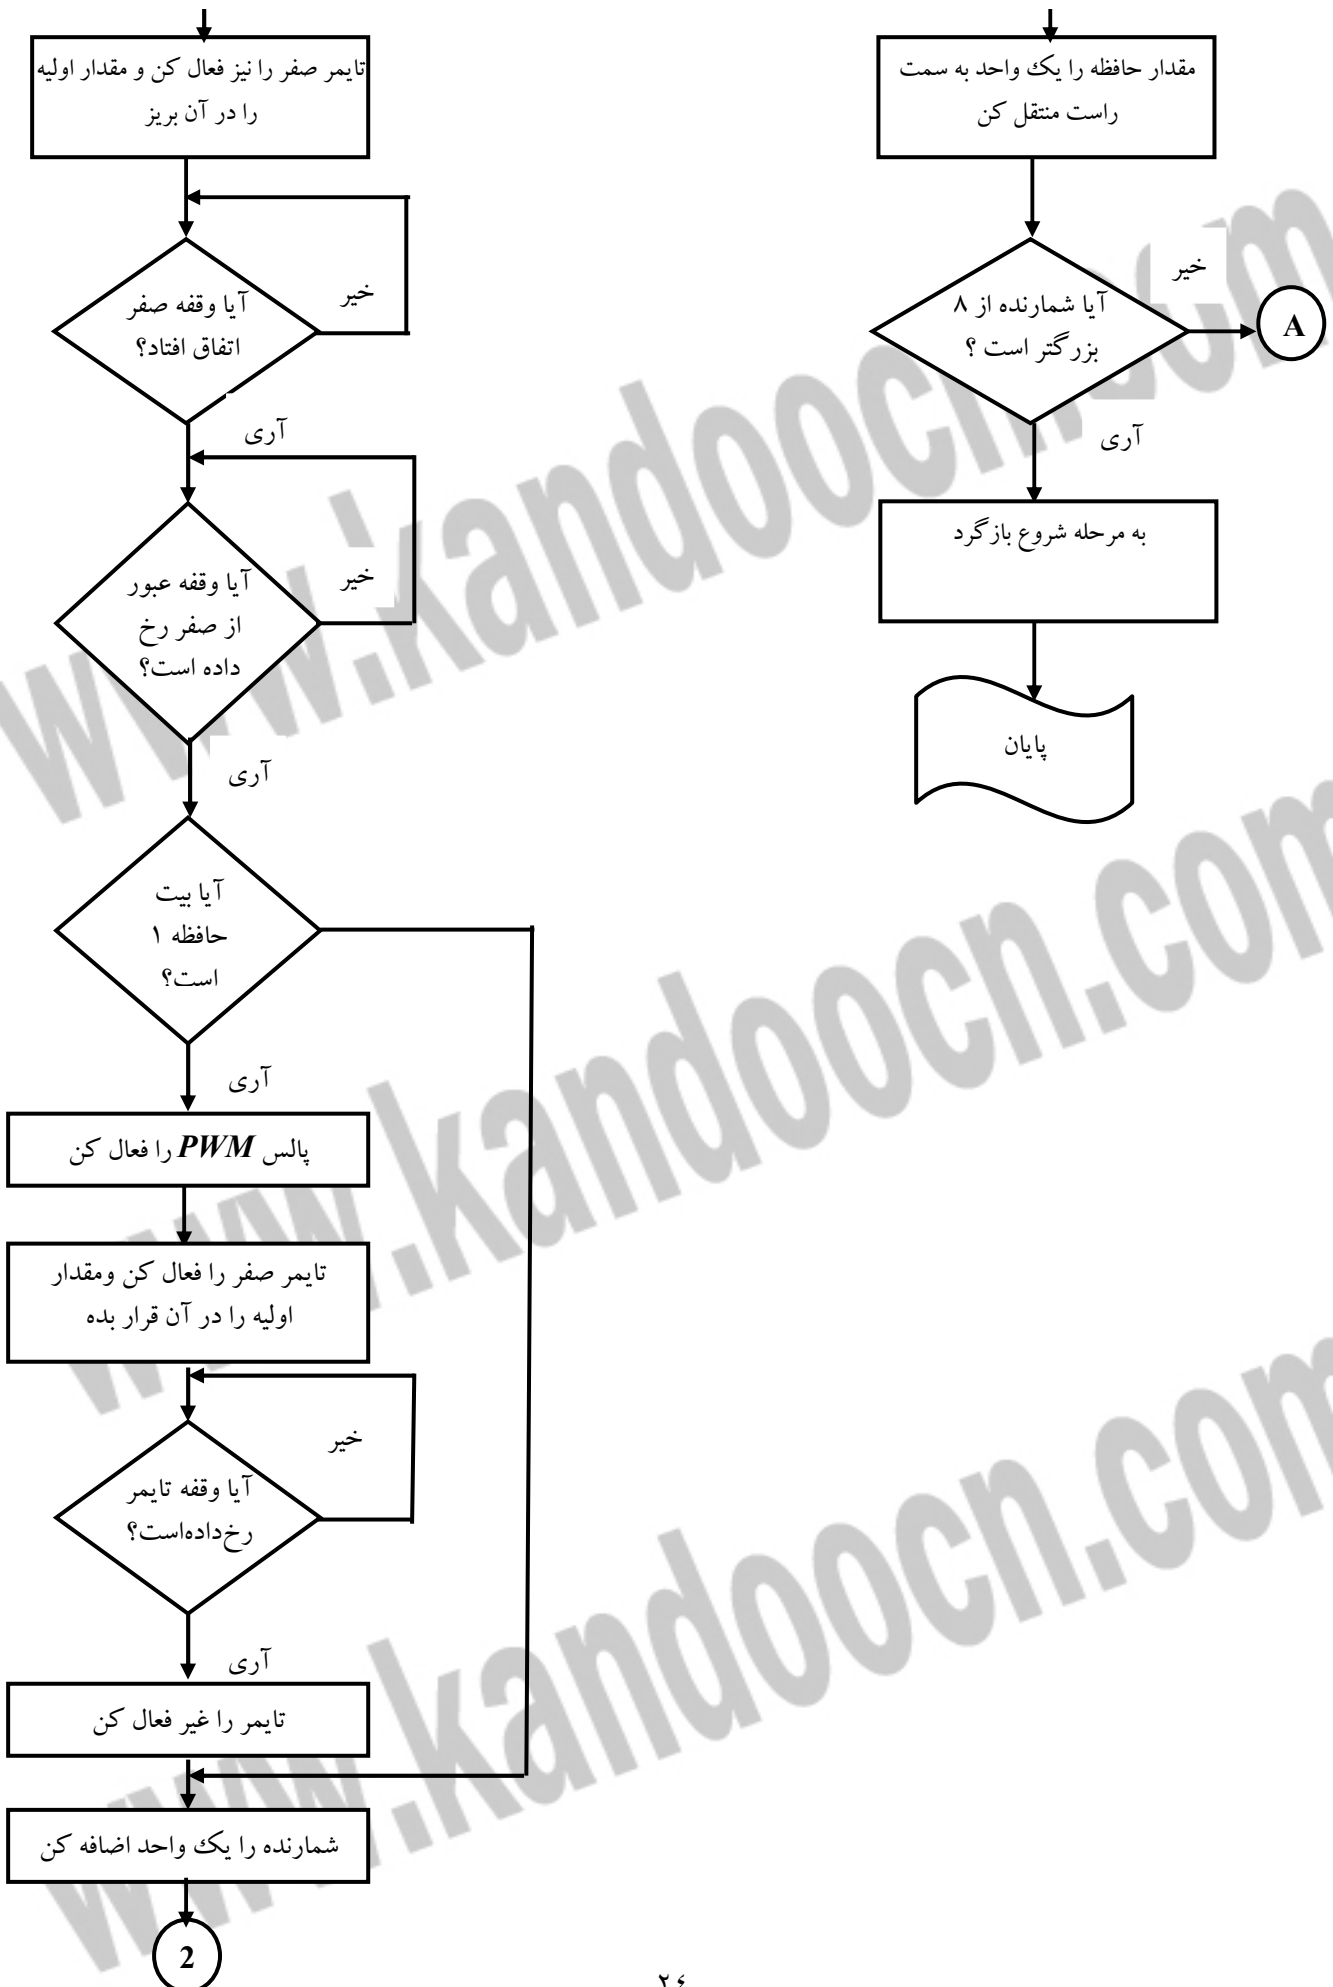 تایمر صفر را نیز فعال کن و مقدار اولیه
را در آن بریز
آیا وقفه صفر
اتفاق افتاد؟
خیر
آری
آیا وقفه عبور
از صفر رخ
داده است؟
خیر
آری
آیا بیت
حافظه ۱
است؟
آری
پالس PWM را فعال کن
تایمر صفر را فعال کن ومقدار
اولیه را در آن قرار بده
آیا وقفه تایمر
رخ‌داده‌است؟
خیر
آری
تایمر را غیر فعال کن
شمارنده را یک واحد اضافه کن
2
مقدار حافظه را یک واحد به سمت
راست منتقل کن
آیا شمارنده از ۸
بزرگتر است ؟
خیر
A
آری
به مرحله شروع بازگرد
پایان
www.kandoocn.com
www.kandoocn.com
www.kandoocn.com